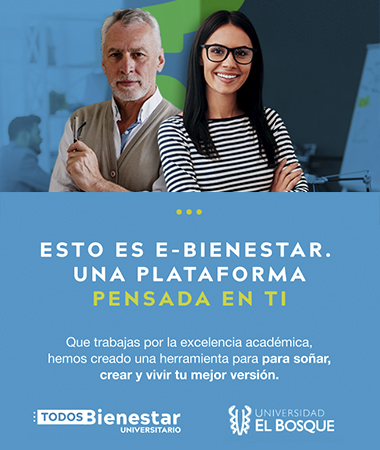 ESTO ES E-BIENESTAR.
UNA PLATAFORMA
PENSADA EN TI
Que trabajas por la excelencia académica,
hemos creado una herramienta para para soñar,
crear y vivir tu mejor versión.
TODOS Bienestar
UNIVERSITARIO
UNIVERSIDAD
EL BOSQUE